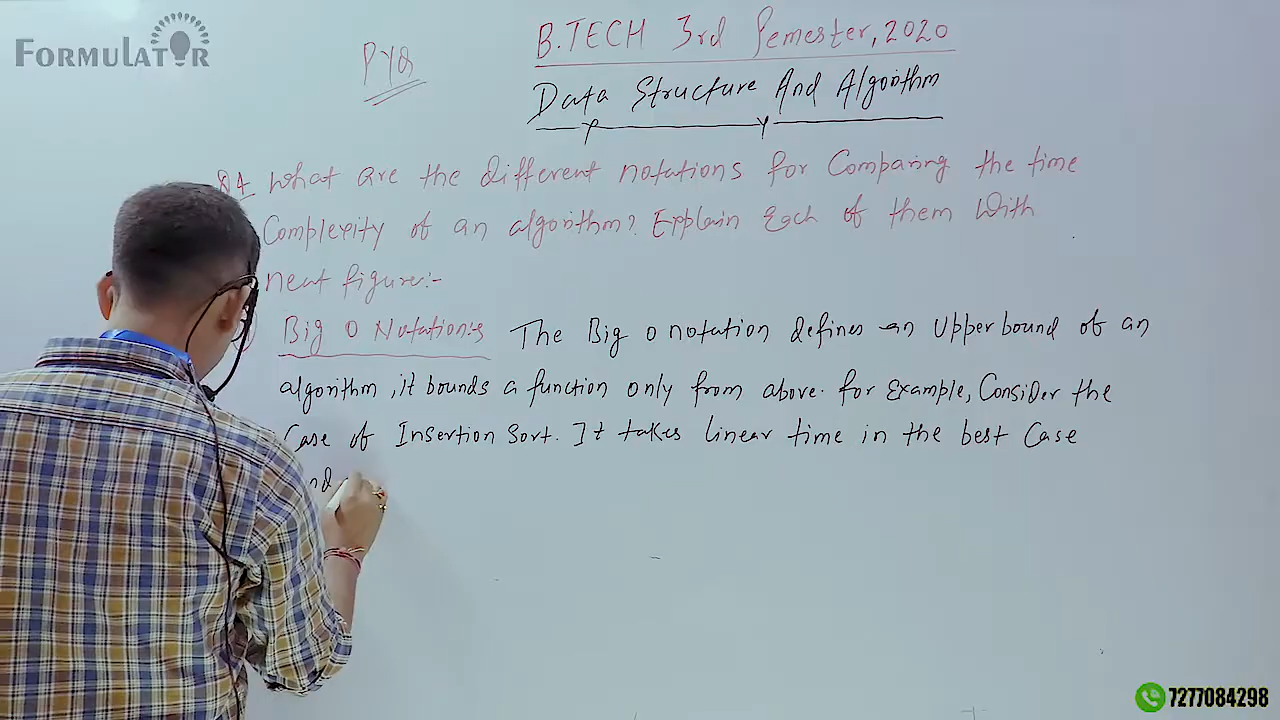 FORMULATOR
PYQ
B.TECH 3rd Semester, 2020
Data Structure And Algorithm
What are the different notations for Comparing the time
Complexity of an algorithm? Explain Each of them With
neat figure:-
Big O Notation:-
The Big O notation defines an Upper bound of an
algorithm, it bounds a function only from above. For Example, Consider the
Case of Insertion Sort. It takes linear time in the best Case
7277084298